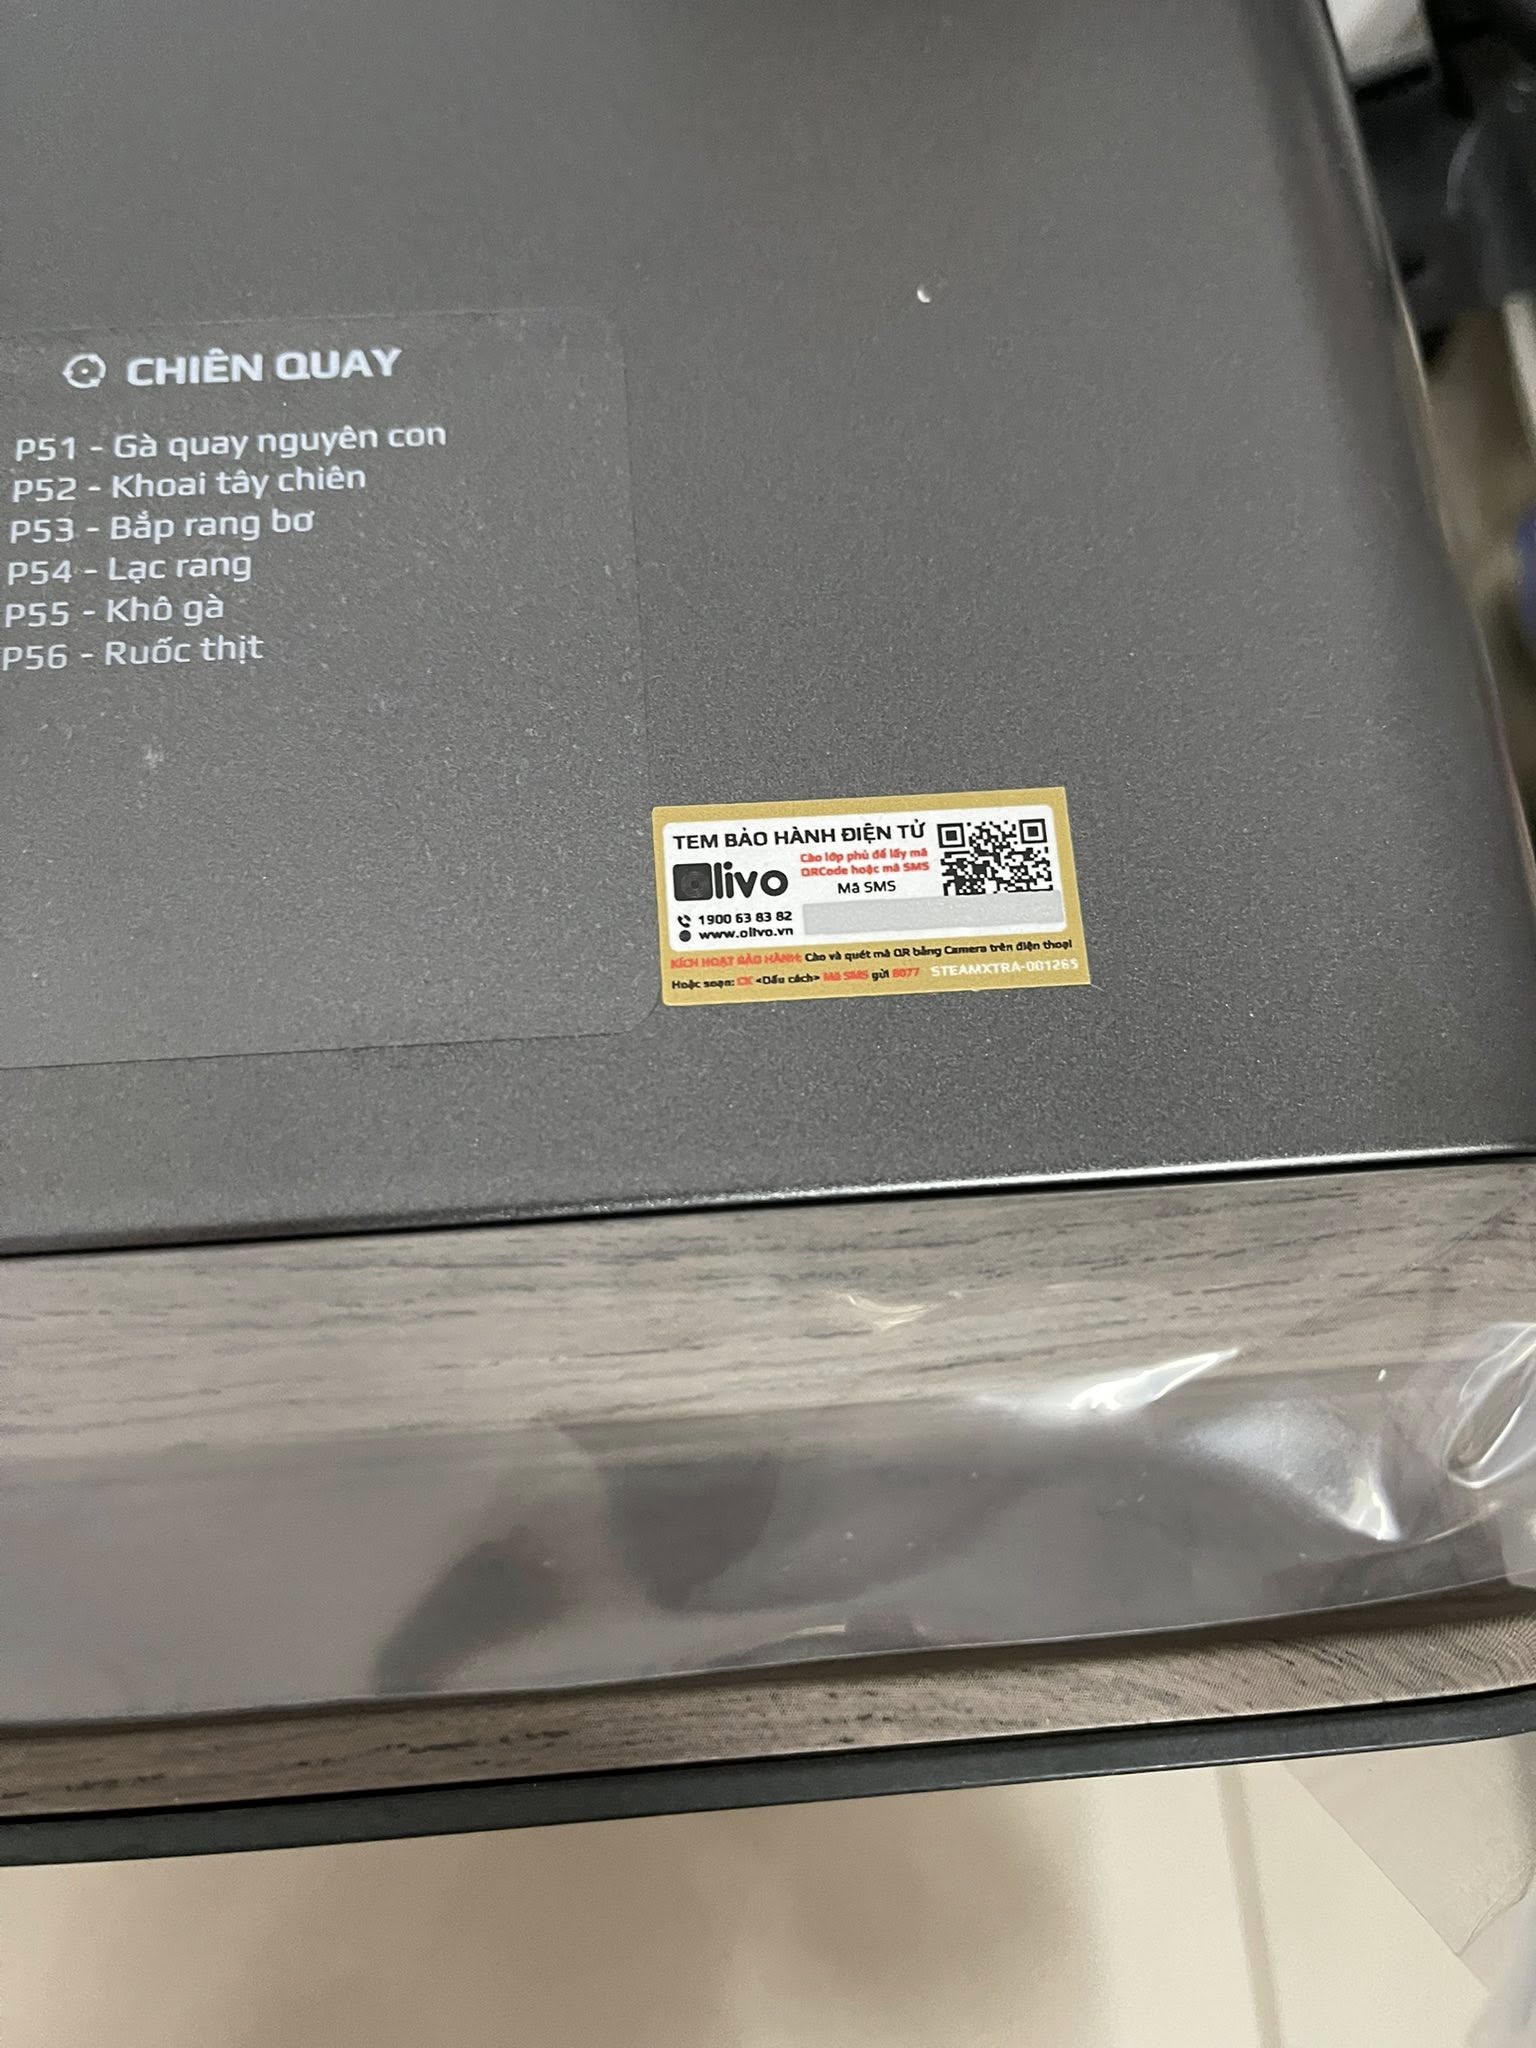 CHIÊN QUAY
P51 - Gà quay nguyên con
P52 - Khoai tây chiên
P53 - Bắp rang bơ
P54 - Lạc rang
P55 - Khô gà
P56 - Ruốc thịt
TEM BẢO HÀNH ĐIỆN TỬ
Cào lớp phủ để lấy mã
QRCode hoặc mã SMS
Olivo
Mã SMS
1900 63 83 82
www.olivo.vn
KÍCH HOẠT BẢO HÀNH: Cào và quét mã QR bằng Camera trên điện thoại
Hoặc soạn: CX <Dấu cách> Mã SMS gửi 8077 STEAMXTRA-001265